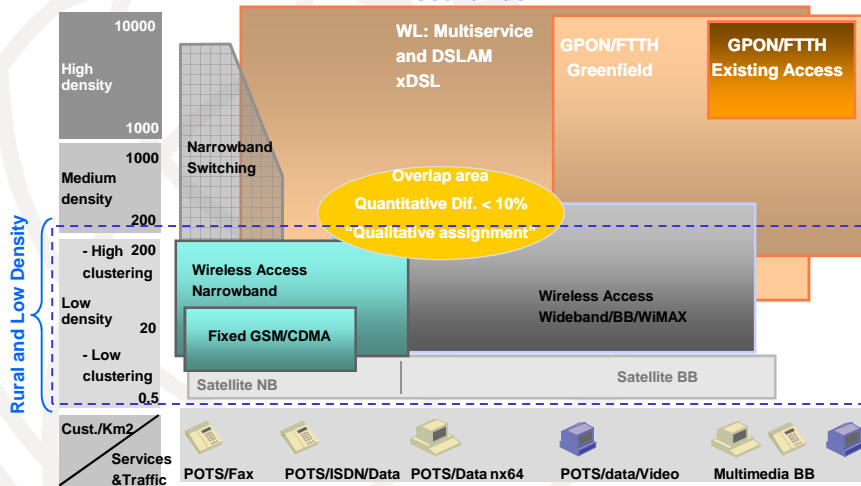 10000
High
density
1000
1000
Medium
density
200
- High
200
clustering
Low
density
20
- Low
clustering
0.5
Rural and Low Density
Cust./Km2
Services
&Traffic
WL: Multiservice
and DSLAM
xDSL
GPON/FTTH
Greenfield
GPON/FTTH
Existing Access
Narrowband
Switching
Overlap area
Quantitative Dif. < 10%
“Qualitative assignment”
Wireless Access
Narrowband
Fixed GSM/CDMA
Wireless Access
Wideband/BB/WiMAX
Satellite NB
Satellite BB
POTS/Fax
POTS/ISDN/Data
POTS/Data nx64
POTS/data/Video
Multimedia BB